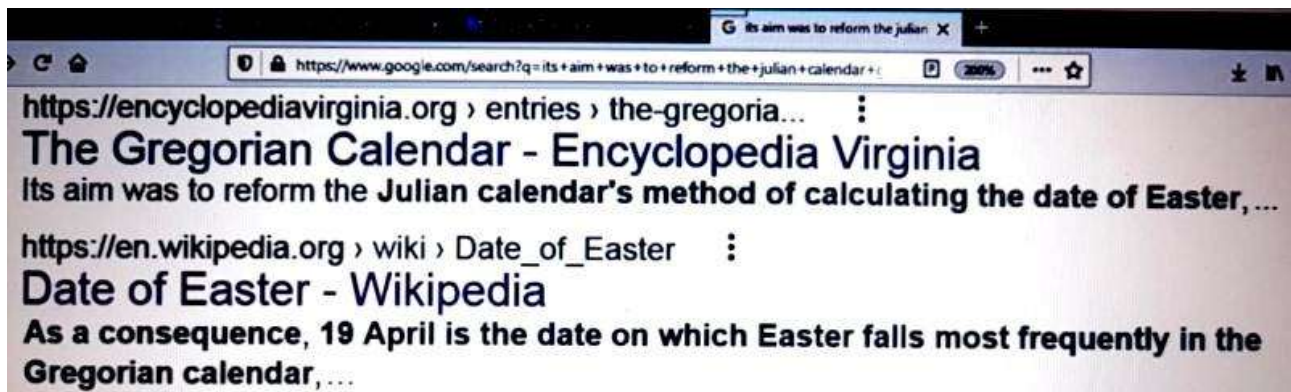 G its aim was to reform the julian X +
https://www.google.com/search?q=its+aim+was+to+reform+the+julian+calendar+ 200% ...
https://encyclopediavirginia.org › entries › the-gregoria... ⋮
The Gregorian Calendar - Encyclopedia Virginia
Its aim was to reform the Julian calendar's method of calculating the date of Easter,...
https://en.wikipedia.org › wiki › Date_of_Easter ⋮
Date of Easter - Wikipedia
As a consequence, 19 April is the date on which Easter falls most frequently in the
Gregorian calendar,...